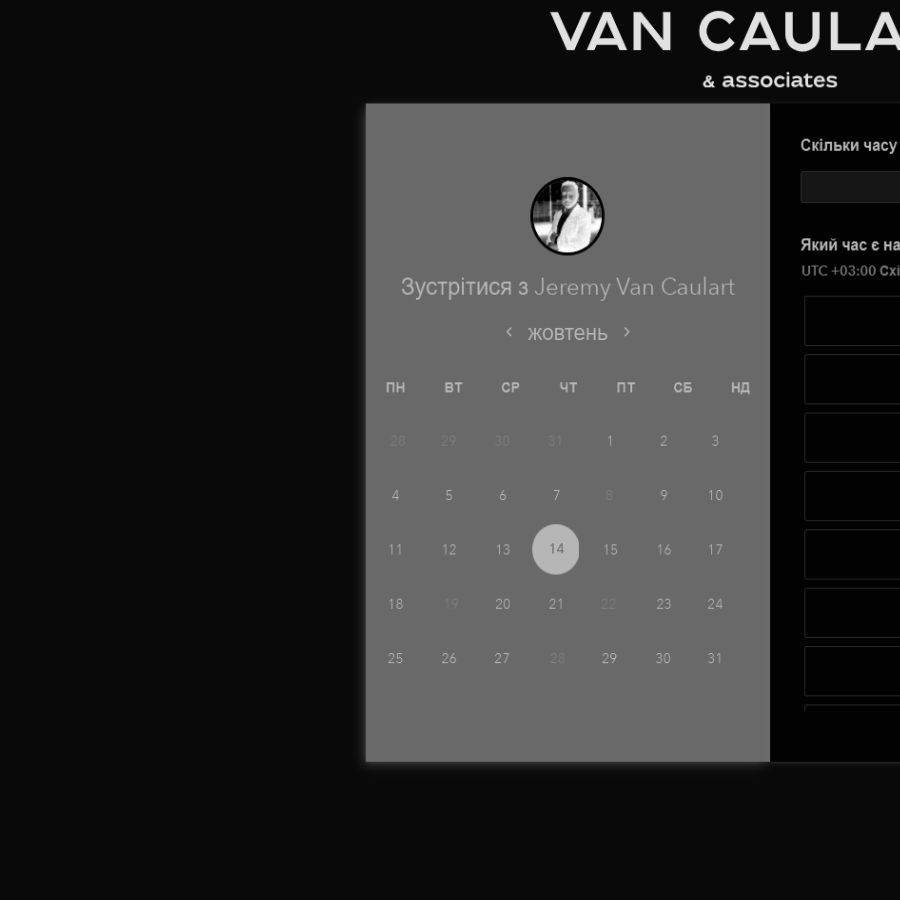 VAN CAULA
& associates
Зустрітися з Jeremy Van Caulart
‹ жовтень ›
ПН ВТ СР ЧТ ПТ СБ НД
28 29 30 31 1 2 3
4 5 6 7 8 9 10
11 12 13 14 15 16 17
18 19 20 21 22 23 24
25 26 27 28 29 30 31
Скільки часу
Який час є на
UTC +03:00 Схі